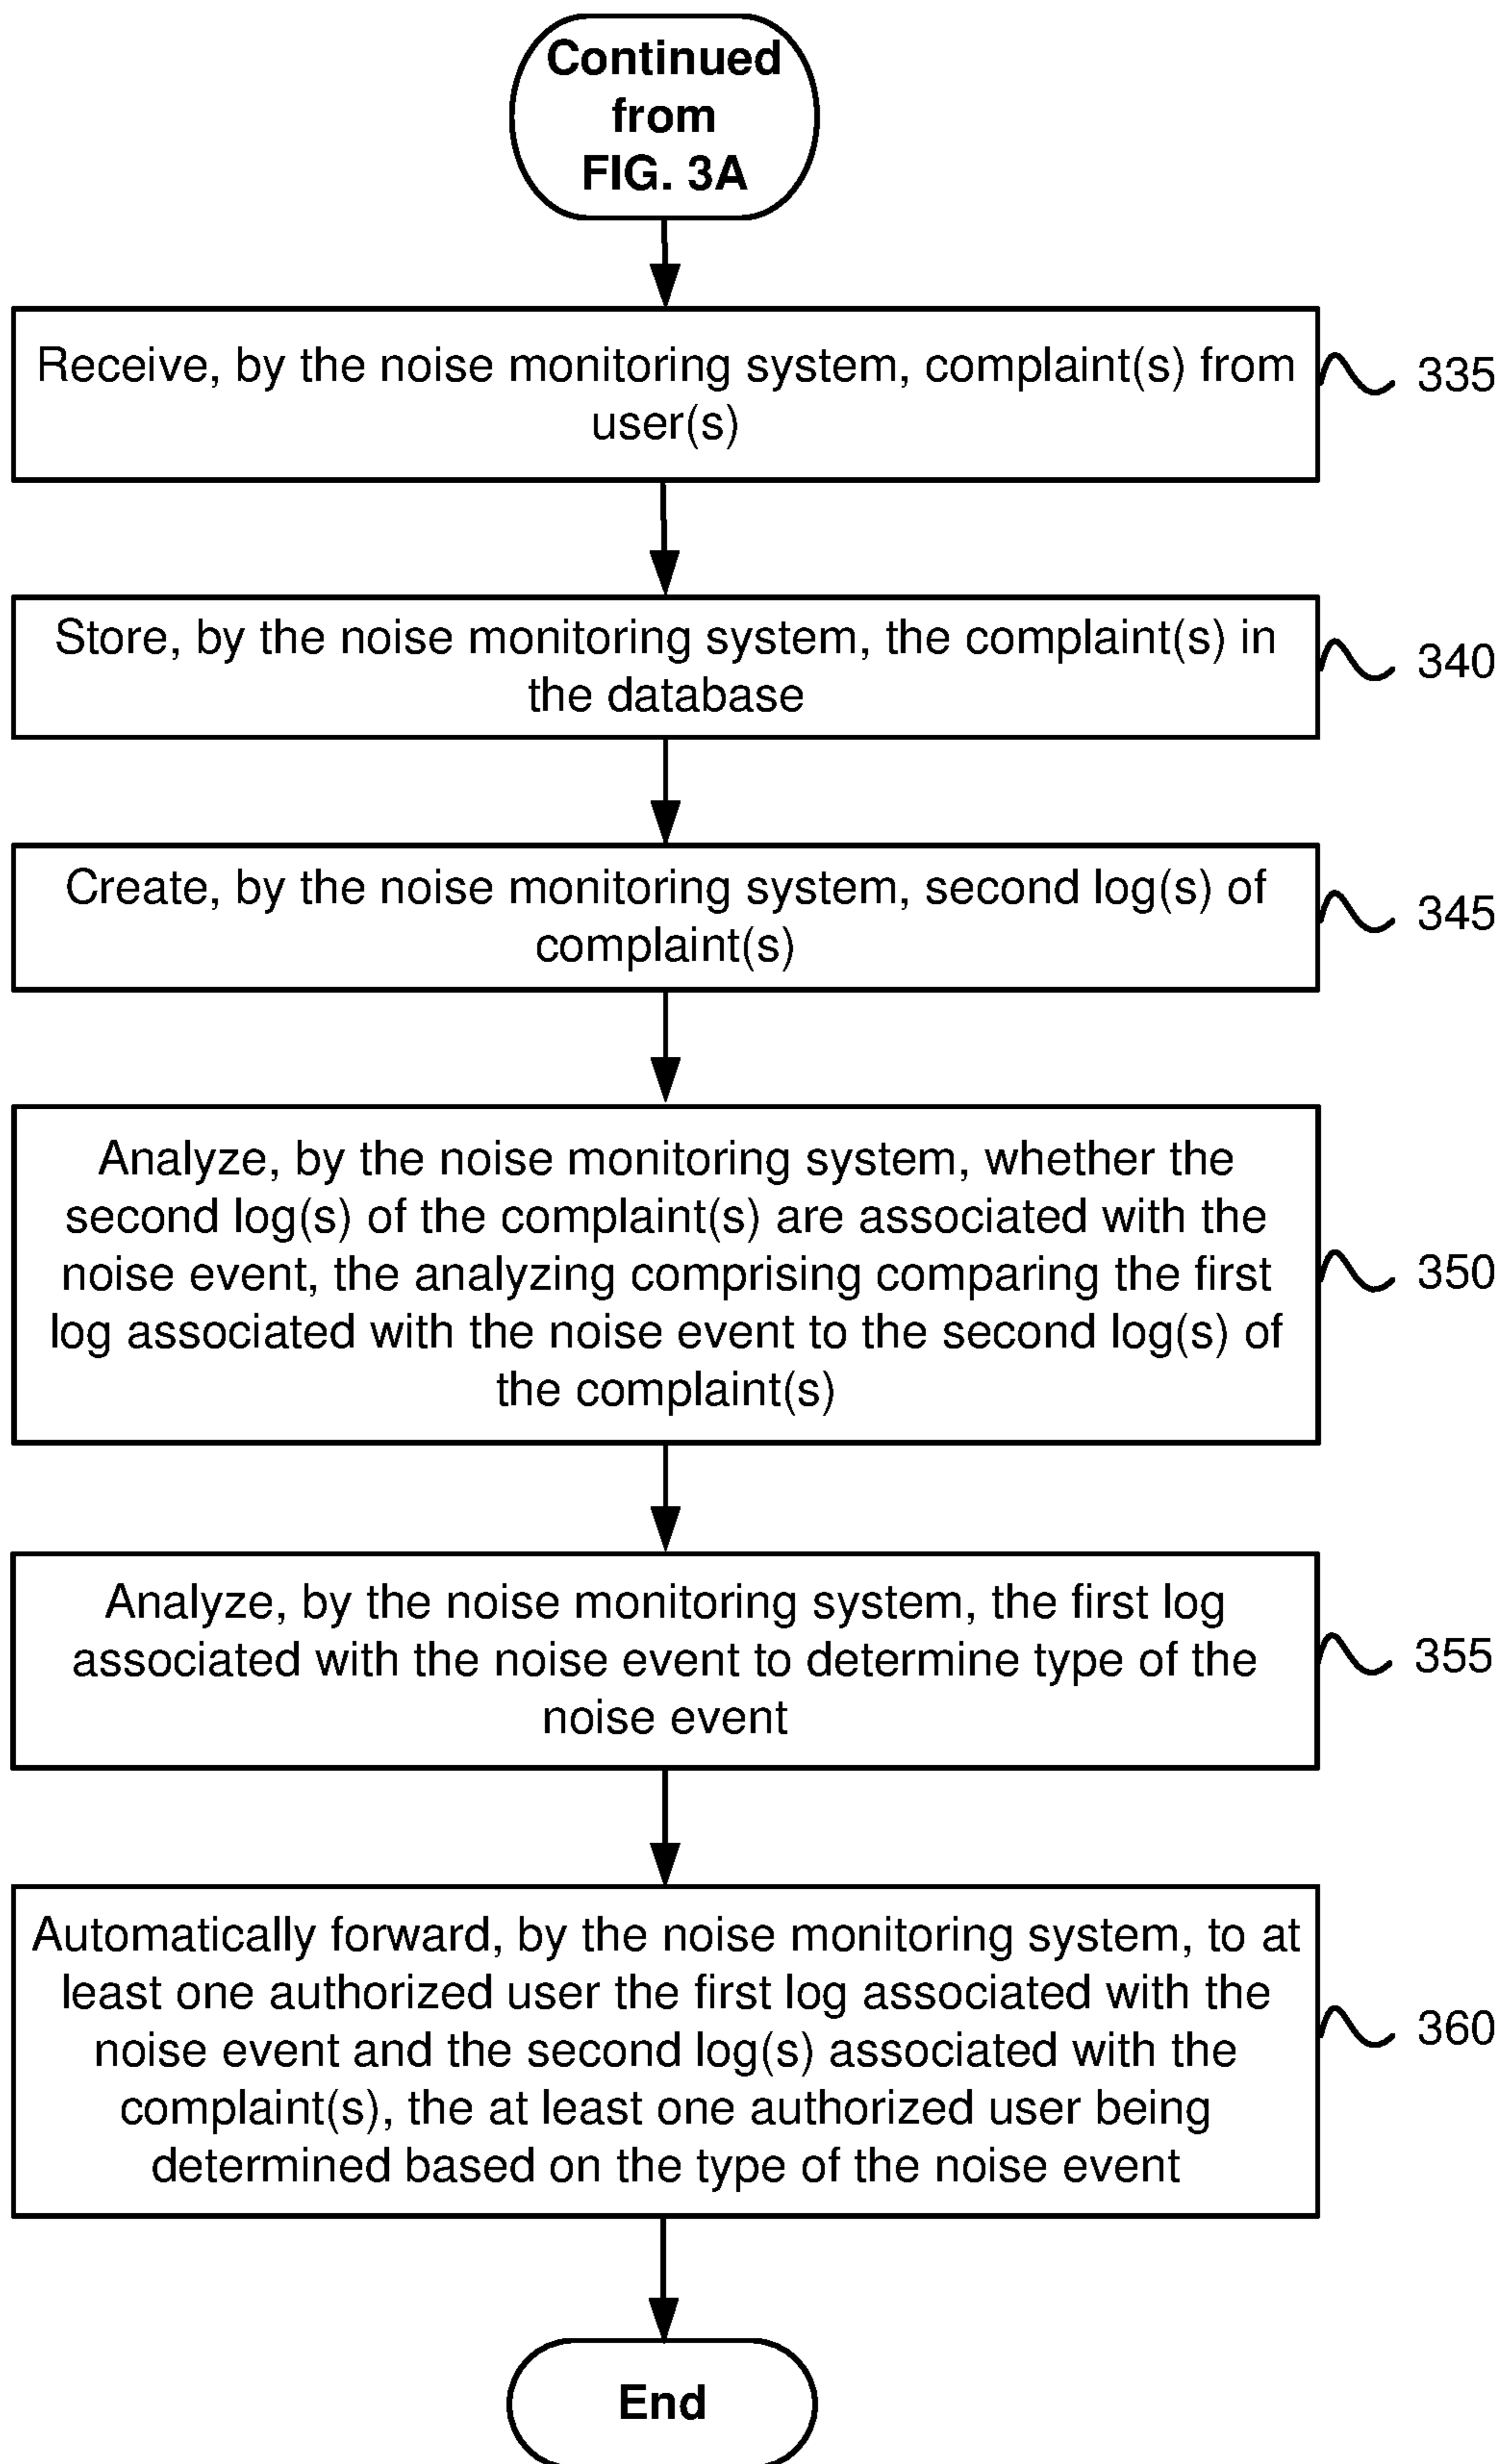 Continued
from
FIG. 3A
Receive, by the noise monitoring system, complaint(s) from
user(s)
335
Store, by the noise monitoring system, the complaint(s) in
the database
340
Create, by the noise monitoring system, second log(s) of
complaint(s)
345
Analyze, by the noise monitoring system, whether the
second log(s) of the complaint(s) are associated with the
noise event, the analyzing comprising comparing the first
log associated with the noise event to the second log(s) of
the complaint(s)
350
Analyze, by the noise monitoring system, the first log
associated with the noise event to determine type of the
noise event
355
Automatically forward, by the noise monitoring system, to at
least one authorized user the first log associated with the
noise event and the second log(s) associated with the
complaint(s), the at least one authorized user being
determined based on the type of the noise event
360
End